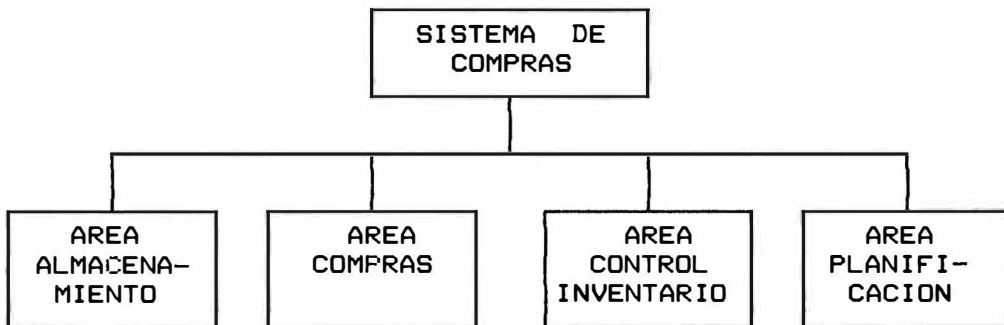 SISTEMA DE
COMPRAS
AREA
ALMACENA-
MIENTO
AREA
COMPRAS
AREA
CONTROL
INVENTARIO
AREA
PLANIFI-
CACION